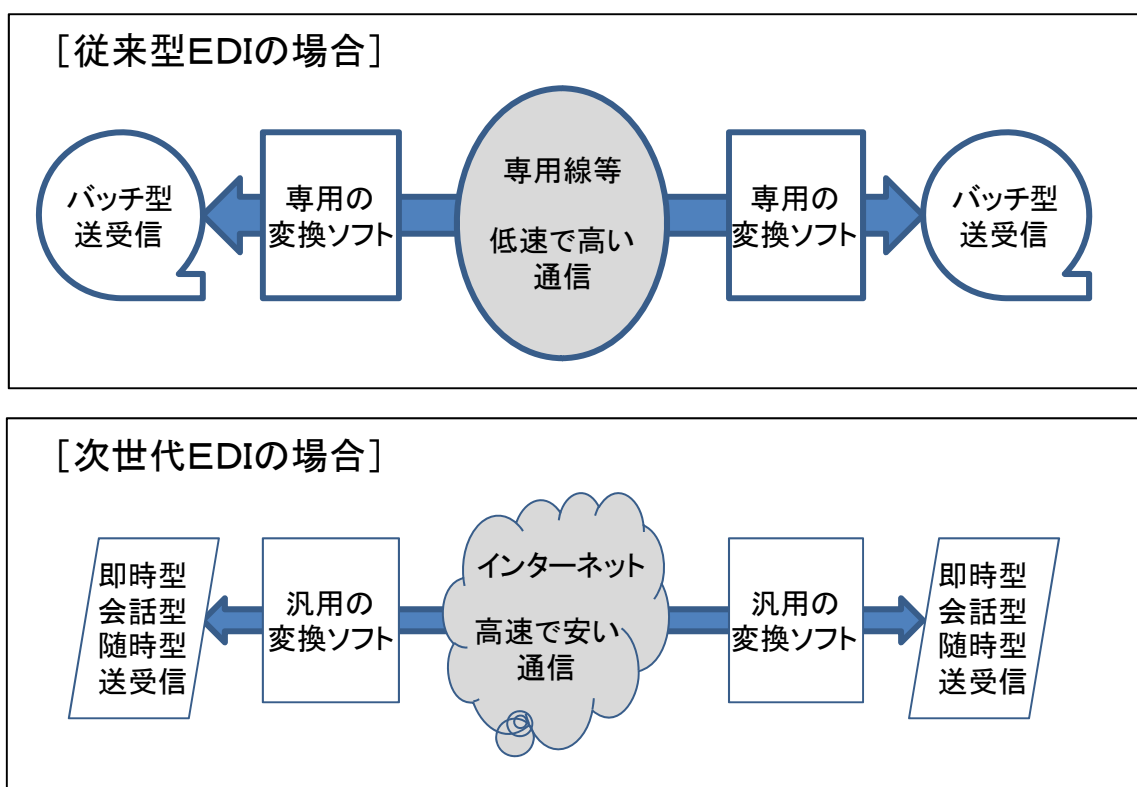 ［従来型ＥＤＩの場合］
バッチ型
送受信
専用の
変換ソフト
専用線等
低速で高い
通信
専用の
変換ソフト
バッチ型
送受信
［次世代ＥＤＩの場合］
即時型
会話型
随時型
送受信
汎用の
変換ソフト
インターネット
高速で安い
通信
汎用の
変換ソフト
即時型
会話型
随時型
送受信